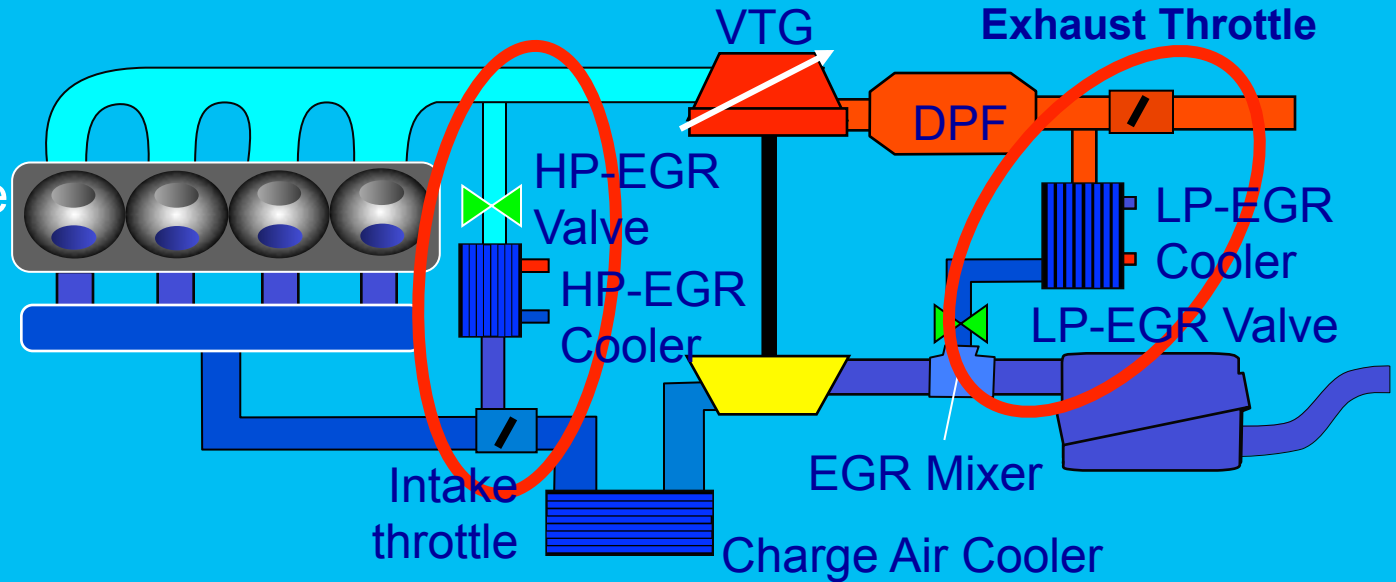 VTG
Exhaust Throttle
DPF
HP-EGR
Valve
HP-EGR
Cooler
LP-EGR
Cooler
LP-EGR Valve
EGR Mixer
Intake
throttle
Charge Air Cooler